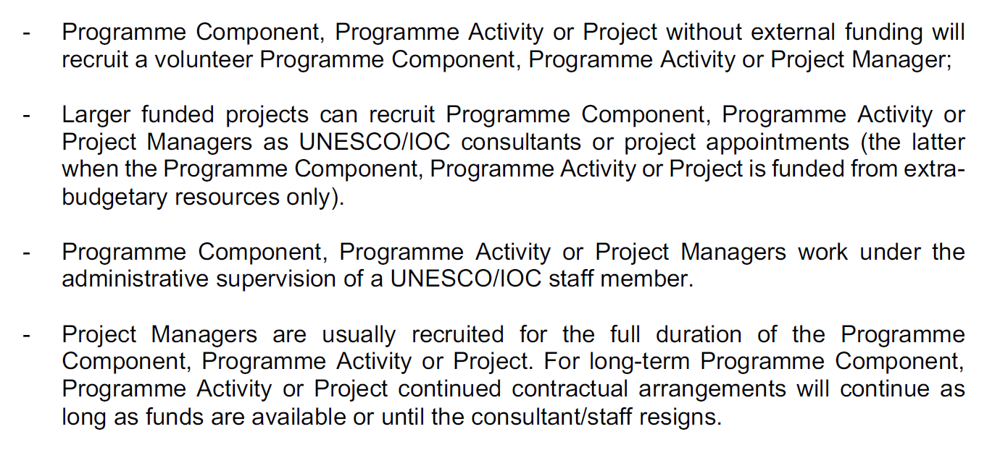 - Programme Component, Programme Activity or Project without external funding will
recruit a volunteer Programme Component, Programme Activity or Project Manager;
- Larger funded projects can recruit Programme Component, Programme Activity or
Project Managers as UNESCO/IOC consultants or project appointments (the latter
when the Programme Component, Programme Activity or Project is funded from extra-
budgetary resources only).
- Programme Component, Programme Activity or Project Managers work under the
administrative supervision of a UNESCO/IOC staff member.
- Project Managers are usually recruited for the full duration of the Programme
Component, Programme Activity or Project. For long-term Programme Component,
Programme Activity or Project continued contractual arrangements will continue as
long as funds are available or until the consultant/staff resigns.